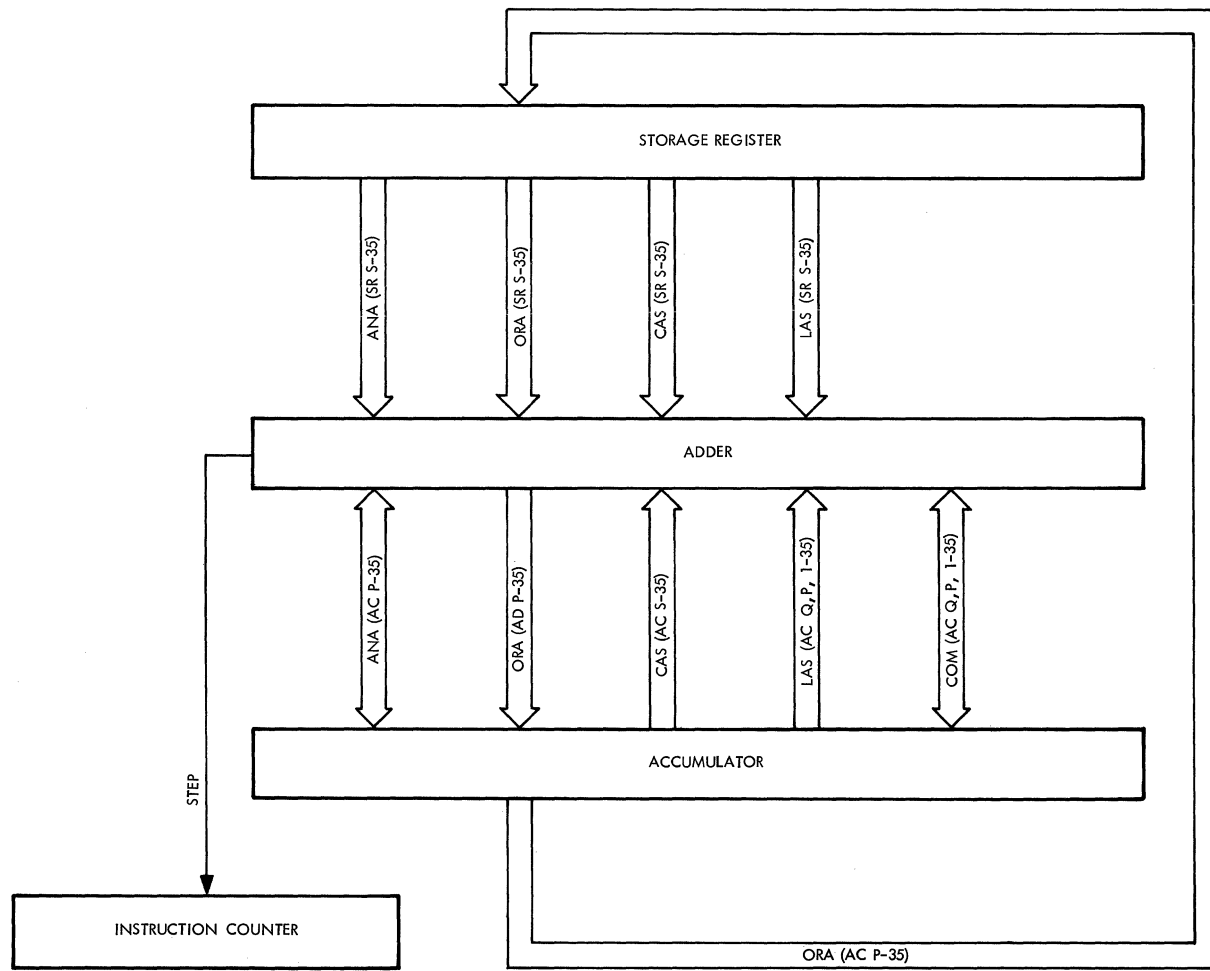 STORAGE REGISTER
ANA (SR S-35)
ORA (SR S-35)
CAS (SR S-35)
LAS (SR S-35)
ADDER
ANA (AC P-35)
ORA (AD P-35)
CAS (AC S-35)
LAS (AC Q,P, 1-35)
COM (AC Q,P, 1-35)
ACCUMULATOR
STEP
INSTRUCTION COUNTER
ORA (AC P-35)